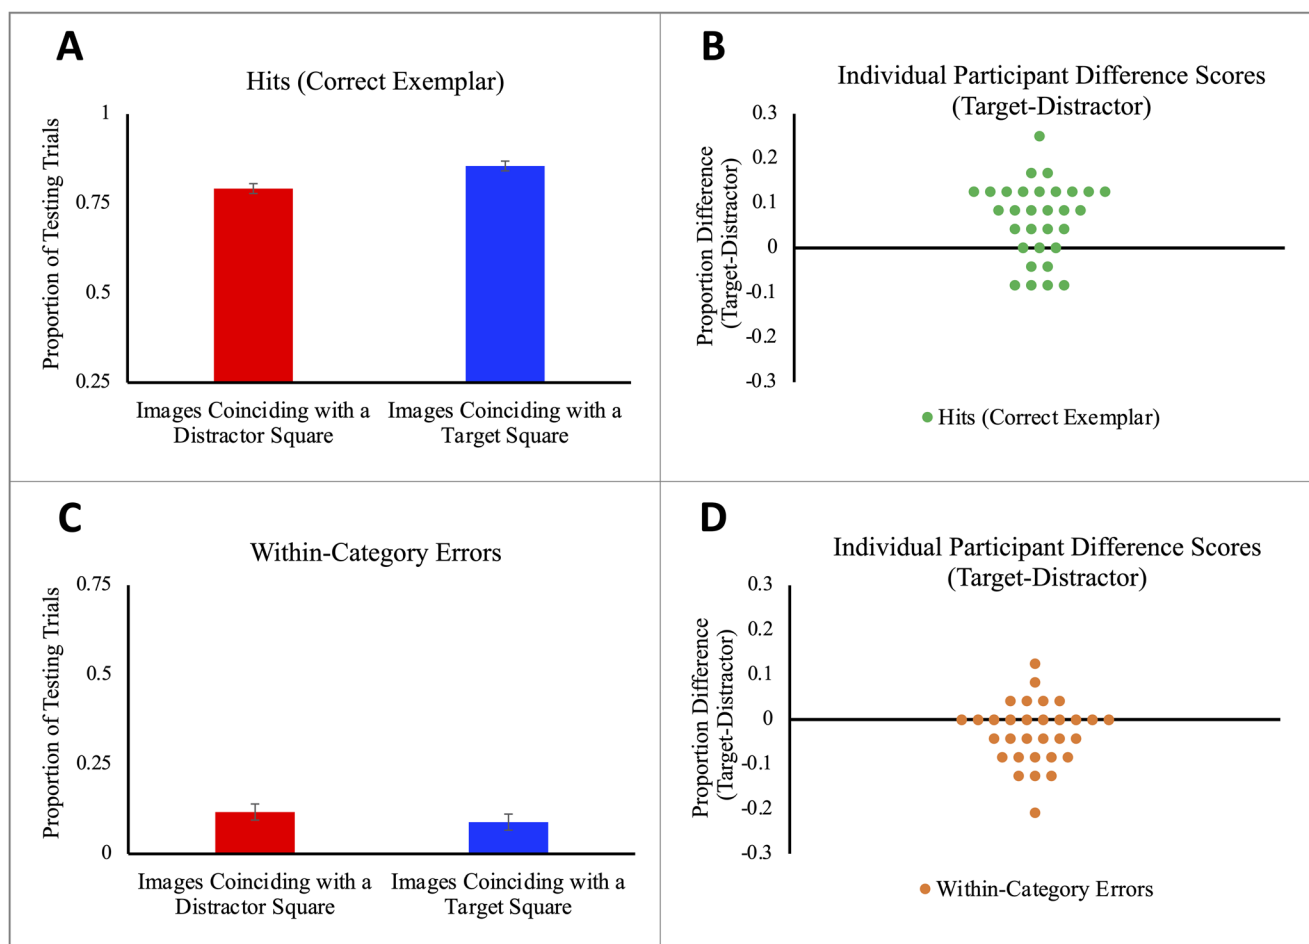 A
Hits (Correct Exemplar)
Proportion of Testing Trials
1
0.75
0.5
0.25
Images Coinciding with a
Distractor Square
Images Coinciding with a
Target Square
B
Individual Participant Difference Scores
(Target-Distractor)
Proportion Difference
(Target-Distractor)
0.3
0.2
0.1
0
-0.1
-0.2
-0.3
Hits (Correct Exemplar)
C
Within-Category Errors
Proportion of Testing Trials
0.75
0.5
0.25
0
Images Coinciding with a
Distractor Square
Images Coinciding with a
Target Square
D
Individual Participant Difference Scores
(Target-Distractor)
Proportion Difference
(Target-Distractor)
0.3
0.2
0.1
0
-0.1
-0.2
-0.3
Within-Category Errors